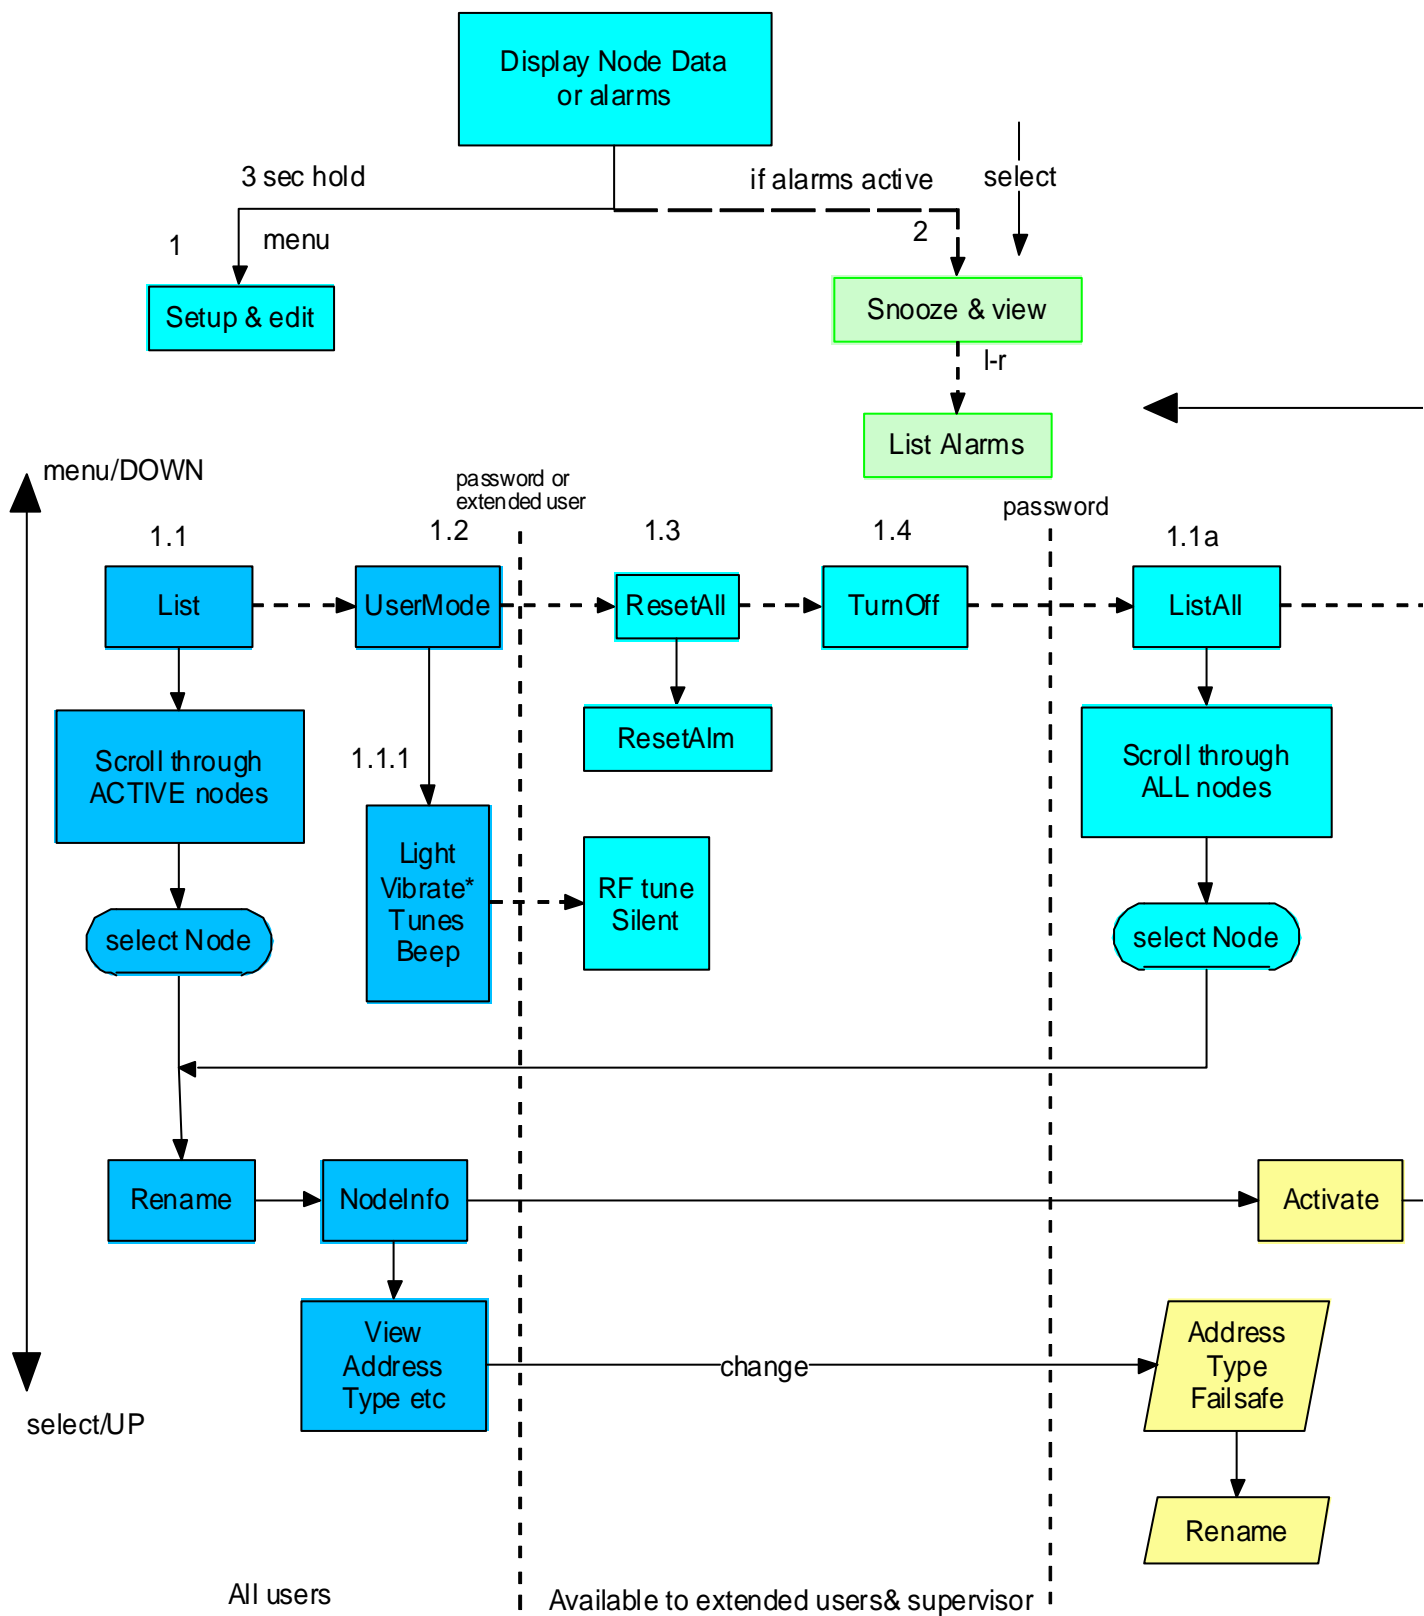 Display Node Data
or alarms
3 sec hold
if alarms active
select
1
menu
2
Setup & edit
Snooze & view
l-r
List Alarms
menu/DOWN
password or
extended user
password
1.1
1.2
1.3
1.4
1.1a
List
UserMode
ResetAll
TurnOff
ListAll
Scroll through
ACTIVE nodes
1.1.1
ResetAlm
Scroll through
ALL nodes
Light
Vibrate*
Tunes
Beep
RF tune
Silent
select Node
select Node
Rename
NodeInfo
Activate
View
Address
Type etc
change
Address
Type
Failsafe
select/UP
Rename
All users
Available to extended users& supervisor